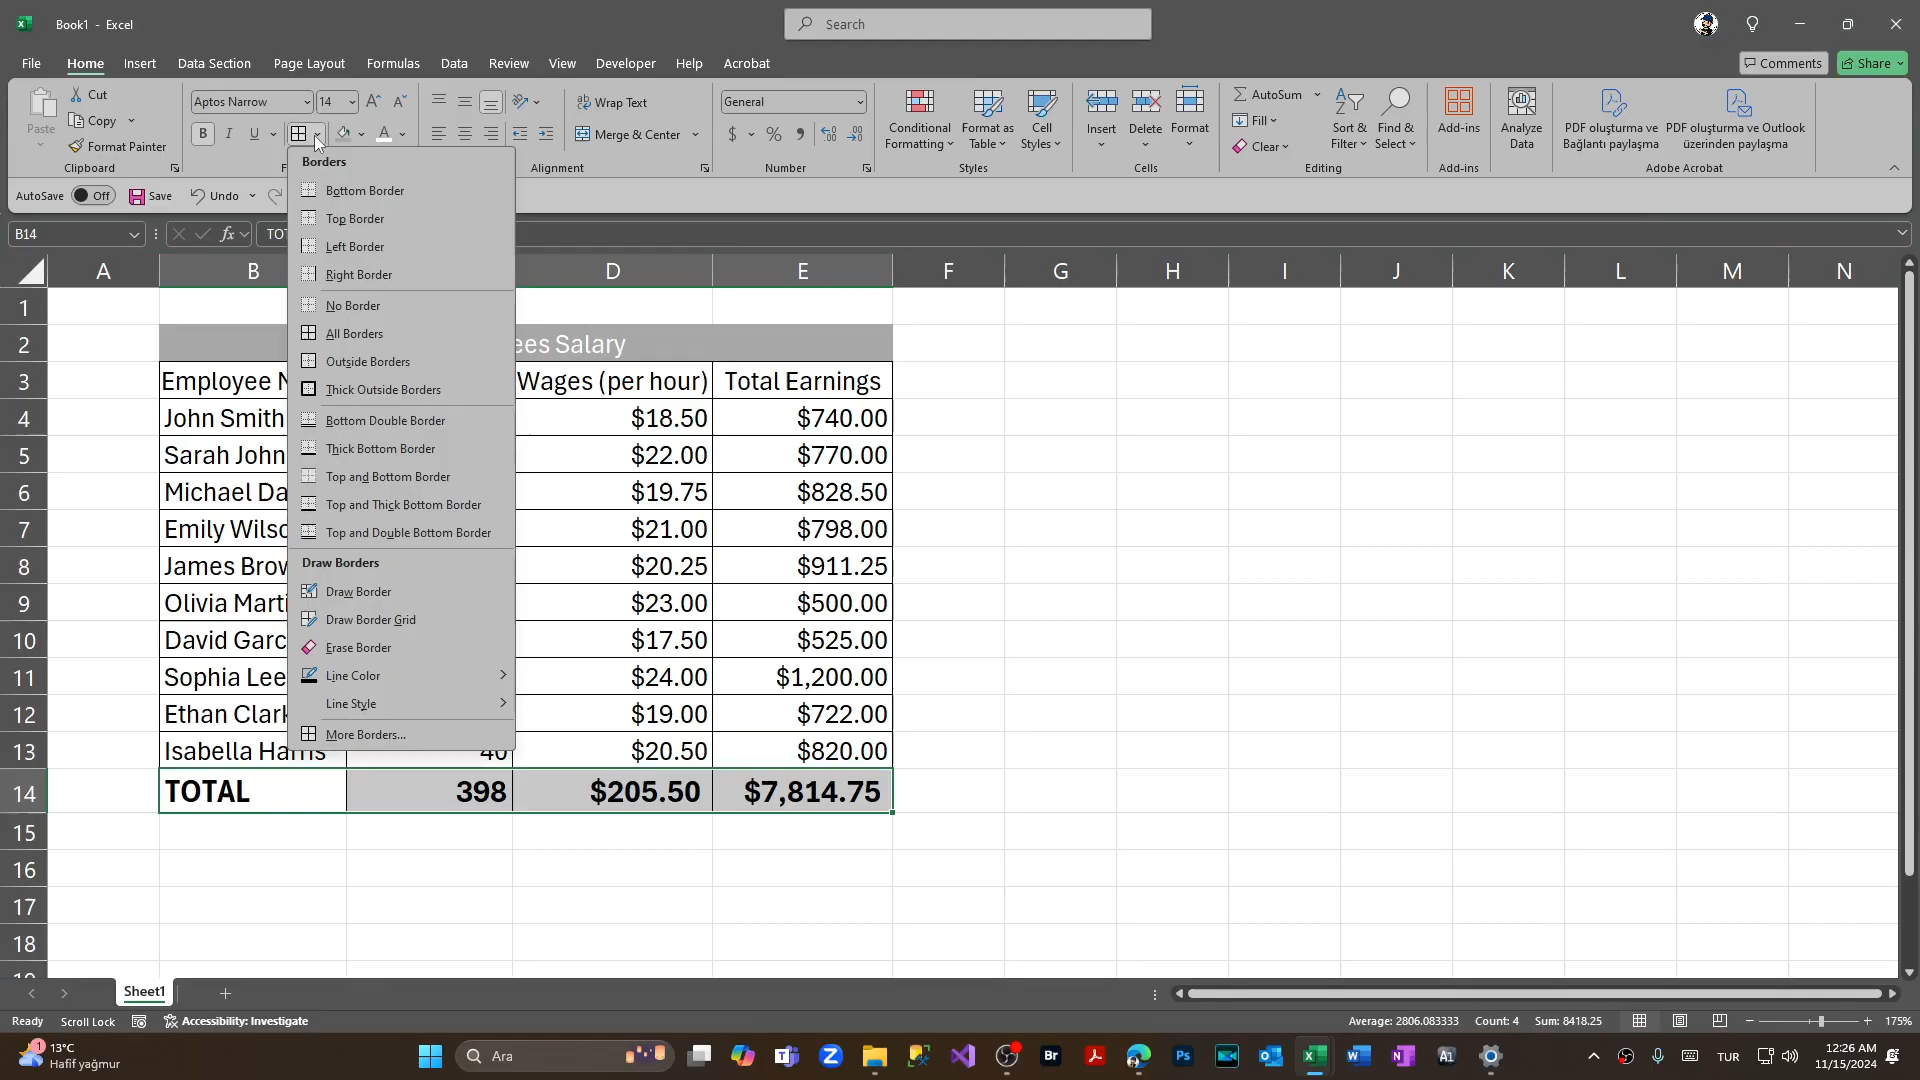 Book1 - Excel
Search
File Home Insert Data Section Page Layout Formulas Data Review View Developer Help Acrobat
Comments Share
Paste
Cut
Copy
Format Painter
Clipboard
Aptos Narrow 14
B I U
Wrap Text
Merge & Center
Alignment
General
$ % ,
Number
Conditional Formatting
Format as Table
Cell Styles
Styles
Insert Delete Format
Cells
AutoSum
Fill
Clear
Sort & Filter
Find & Select
Editing
Add-ins
Add-ins
Analyze Data
PDF oluşturma ve Bağlantı paylaşma
PDF oluşturma ve Outlook üzerinden paylaşma
Adobe Acrobat
AutoSave Off Save Undo
B14 fx
Borders
Bottom Border
Top Border
Left Border
Right Border
No Border
All Borders
Outside Borders
Thick Outside Borders
Bottom Double Border
Thick Bottom Border
Top and Bottom Border
Top and Thick Bottom Border
Top and Double Bottom Border
Draw Borders
Draw Border
Draw Border Grid
Erase Border
Line Color
Line Style
More Borders...
A B D E F G H I J K L M N
1
2 ees Salary
3 Employee N Wages (per hour) Total Earnings
4 John Smith $18.50 $740.00
5 Sarah John $22.00 $770.00
6 Michael Da $19.75 $828.50
7 Emily Wilso $21.00 $798.00
8 James Brow $20.25 $911.25
9 Olivia Marti $23.00 $500.00
10 David Garc $17.50 $525.00
11 Sophia Lee $24.00 $1,200.00
12 Ethan Clark $19.00 $722.00
13 Isabella Harris 40 $20.50 $820.00
14 TOTAL 398 $205.50 $7,814.75
15
16
17
18
Sheet1
Ready Scroll Lock Accessibility: Investigate Average: 2806.083333 Count: 4 Sum: 8418.25 175%
1
13°C
Hafif yağmur
Ara
Br Ps
TUR
12:26 AM
11/15/2024